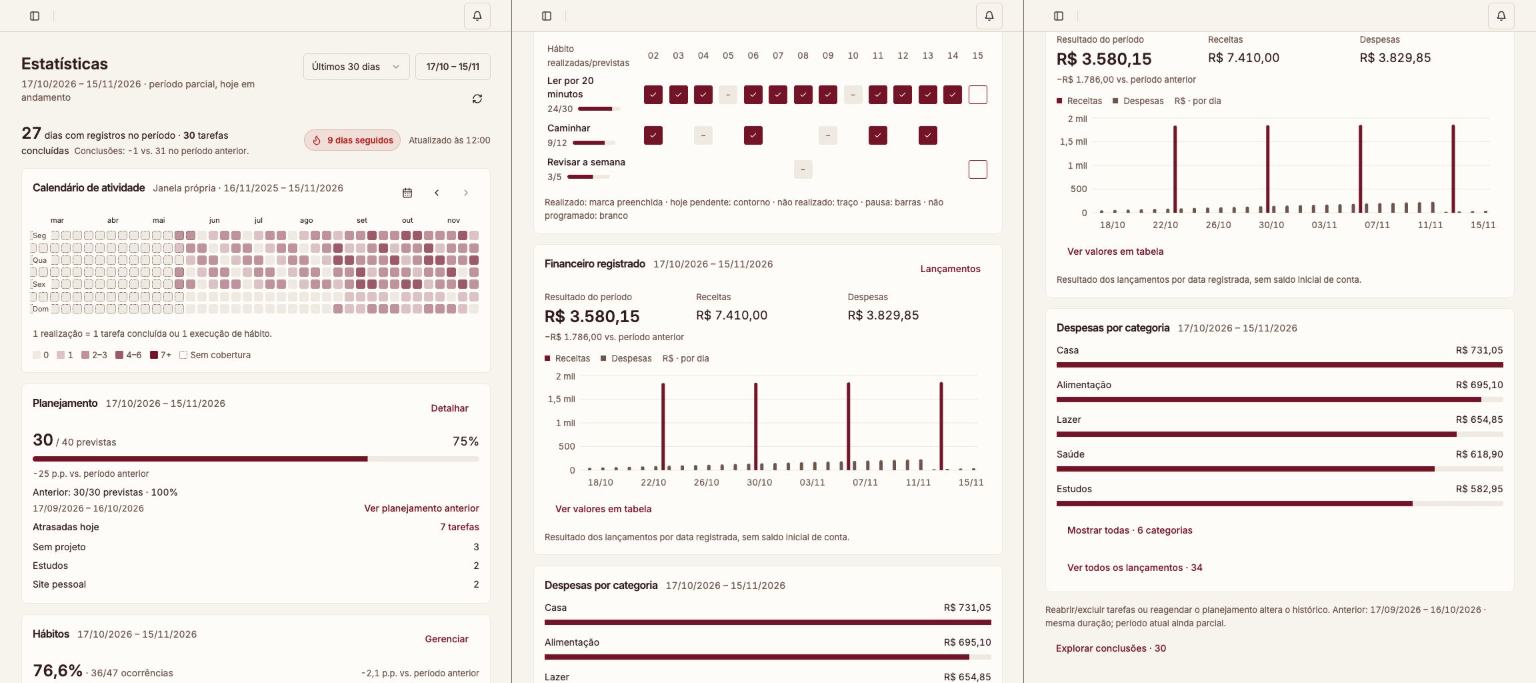 Estatísticas
Últimos 30 dias
17/10 – 15/11
17/10/2026 – 15/11/2026 · período parcial, hoje em
andamento
27 dias com registros no período · 30 tarefas
concluídas Conclusões: -1 vs. 31 no período anterior.
9 dias seguidos
Atualizado às 12:00
Calendário de atividade Janela própria · 16/11/2025 – 15/11/2026
mar abr mai jun jul ago set out nov
Seg
Qua
Sex
Dom
1 realização = 1 tarefa concluída ou 1 execução de hábito.
0 1 2–3 4–6 7+ Sem cobertura
Planejamento 17/10/2026 – 15/11/2026
Detalhar
30 / 40 previstas
75%
-25 p.p. vs. período anterior
Anterior: 30/30 previstas · 100%
17/09/2026 – 16/10/2026
Ver planejamento anterior
Atrasadas hoje
7 tarefas
Sem projeto 3
Estudos 2
Site pessoal 2
Hábitos 17/10/2026 – 15/11/2026
Gerenciar
76,6% · 36/47 ocorrências
-2,1 p.p. vs. período anterior
Hábito
realizadas/previstas
02 03 04 05 06 07 08 09 10 11 12 13 14 15
Ler por 20
minutos
24/30
Caminhar
9/12
Revisar a semana
3/5
Realizado: marca preenchida · hoje pendente: contorno · não realizado: traço · pausa: barras · não
programado: branco
Financeiro registrado 17/10/2026 – 15/11/2026
Lançamentos
Resultado do período Receitas Despesas
R$ 3.580,15 R$ 7.410,00 R$ 3.829,85
−R$ 1.786,00 vs. período anterior
Receitas Despesas R$ · por dia
2 mil
1,5 mil
1 mil
500
0
18/10 22/10 26/10 30/10 03/11 07/11 11/11 15/11
Ver valores em tabela
Resultado dos lançamentos por data registrada, sem saldo inicial de conta.
Despesas por categoria 17/10/2026 – 15/11/2026
Casa R$ 731,05
Alimentação R$ 695,10
Lazer R$ 654,85
Resultado do período Receitas Despesas
R$ 3.580,15 R$ 7.410,00 R$ 3.829,85
−R$ 1.786,00 vs. período anterior
Receitas Despesas R$ · por dia
2 mil
1,5 mil
1 mil
500
0
18/10 22/10 26/10 30/10 03/11 07/11 11/11 15/11
Ver valores em tabela
Resultado dos lançamentos por data registrada, sem saldo inicial de conta.
Despesas por categoria 17/10/2026 – 15/11/2026
Casa R$ 731,05
Alimentação R$ 695,10
Lazer R$ 654,85
Saúde R$ 618,90
Estudos R$ 582,95
Mostrar todas · 6 categorias
Ver todos os lançamentos · 34
Reabrir/excluir tarefas ou reagendar o planejamento altera o histórico. Anterior: 17/09/2026 – 16/10/2026 ·
mesma duração; período atual ainda parcial.
Explorar conclusões · 30